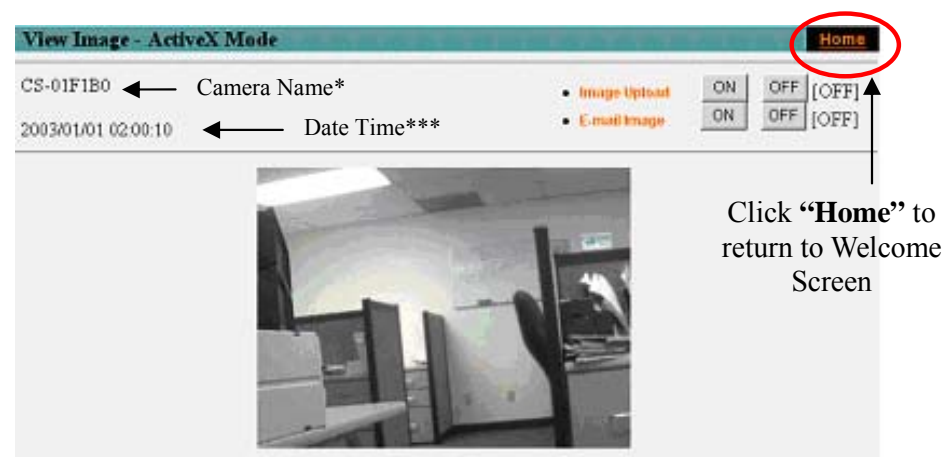 View Image - ActiveX Mode
Home
CS-01F1B0
Camera Name*
Image Upload ON OFF [OFF]
2003/01/01 02:00:10
Date Time***
E-mail Image ON OFF [OFF]
Click “Home” to
return to Welcome
Screen